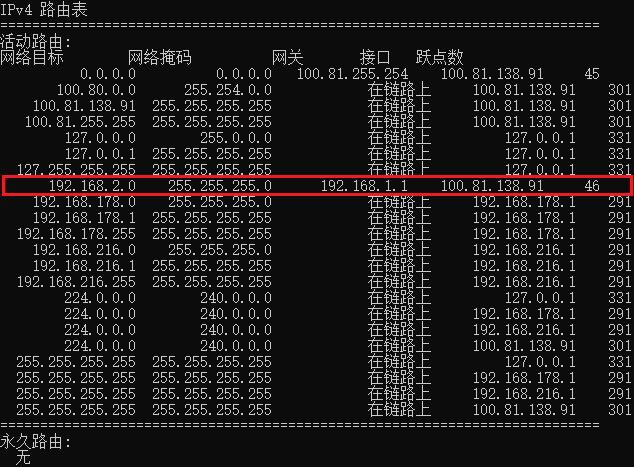 IPv4 路由表
===========================================================================
活动路由:
网络目标 网络掩码 网关 接口 跃点数
0.0.0.0 0.0.0.0 100.81.255.254 100.81.138.91 45
100.80.0.0 255.254.0.0 在链路上 100.81.138.91 301
100.81.138.91 255.255.255.255 在链路上 100.81.138.91 301
100.81.255.255 255.255.255.255 在链路上 100.81.138.91 301
127.0.0.0 255.0.0.0 在链路上 127.0.0.1 331
127.0.0.1 255.255.255.255 在链路上 127.0.0.1 331
127.255.255.255 255.255.255.255 在链路上 127.0.0.1 331
192.168.2.0 255.255.255.0 192.168.1.1 100.81.138.91 46
192.168.178.0 255.255.255.0 在链路上 192.168.178.1 291
192.168.178.1 255.255.255.255 在链路上 192.168.178.1 291
192.168.178.255 255.255.255.255 在链路上 192.168.178.1 291
192.168.216.0 255.255.255.0 在链路上 192.168.216.1 291
192.168.216.1 255.255.255.255 在链路上 192.168.216.1 291
192.168.216.255 255.255.255.255 在链路上 192.168.216.1 291
224.0.0.0 240.0.0.0 在链路上 127.0.0.1 331
224.0.0.0 240.0.0.0 在链路上 192.168.178.1 291
224.0.0.0 240.0.0.0 在链路上 192.168.216.1 291
224.0.0.0 240.0.0.0 在链路上 100.81.138.91 301
255.255.255.255 255.255.255.255 在链路上 127.0.0.1 331
255.255.255.255 255.255.255.255 在链路上 192.168.178.1 291
255.255.255.255 255.255.255.255 在链路上 192.168.216.1 291
255.255.255.255 255.255.255.255 在链路上 100.81.138.91 301
===========================================================================
永久路由:
无